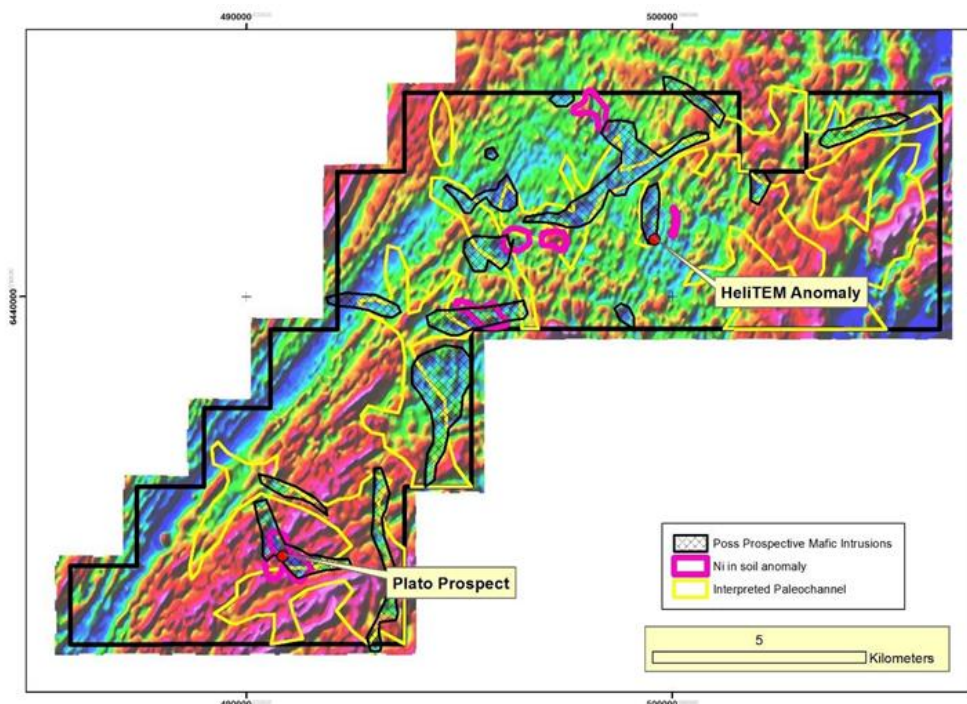 490000
500000
6440000
HeliTEM Anomaly
Plato Prospect
Poss Prospective Mafic Intrusions
Ni in soil anomaly
Interpreted Paleochannel
5
Kilometers
490000
500000